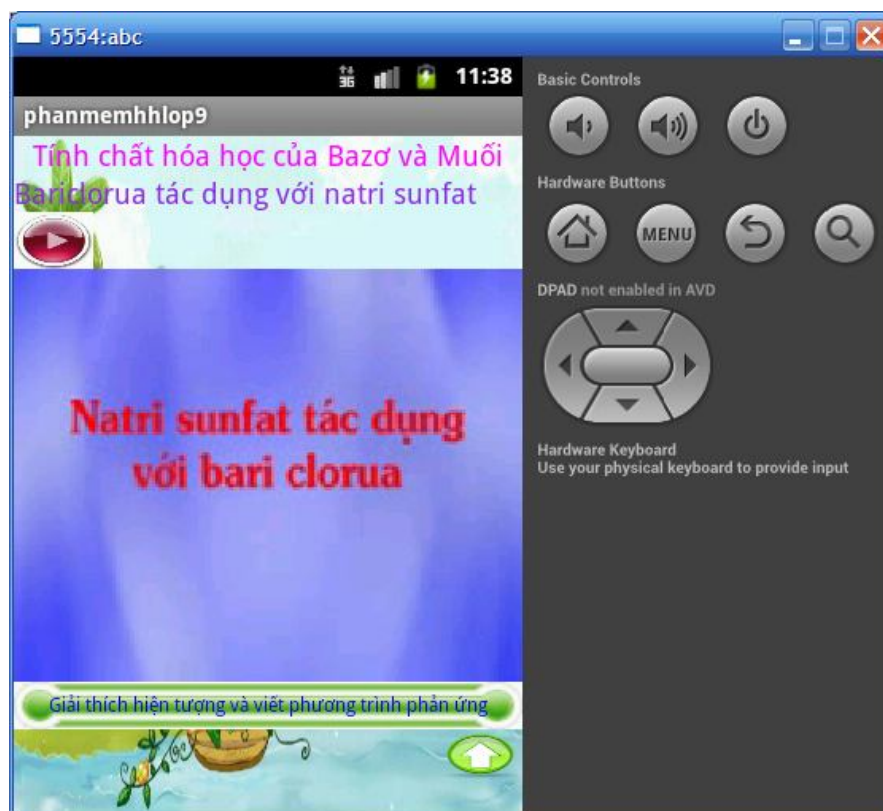 5554:abc
3G
11:38
phanmemhhlop9
Tính chất hóa học của Bazơ và Muối
Bariclorua tác dụng với natri sunfat
Natri sunfat tác dụng
với bari clorua
Giải thích hiện tượng và viết phương trình phản ứng
Basic Controls
Hardware Buttons
MENU
DPAD not enabled in AVD
Hardware Keyboard
Use your physical keyboard to provide input